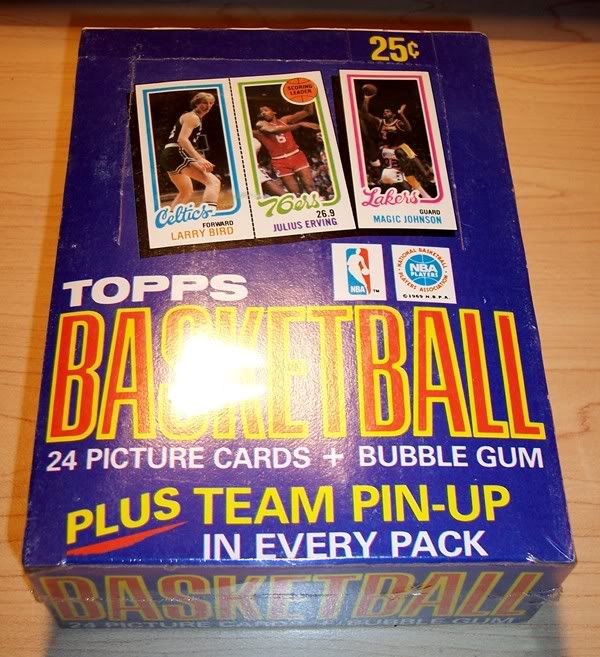 25¢
SCORING
LEADER
Celtics
FORWARD
LARRY BIRD
76ers
26.9
JULIUS ERVING
Lakers
GUARD
MAGIC JOHNSON
NBA
TM
NATIONAL BASKETBALL
NBA
PLAYERS
ASSOCIATION
© 1969 N.B.P.A.
TOPPS
BASKETBALL
24 PICTURE CARDS + BUBBLE GUM
PLUS TEAM PIN-UP
IN EVERY PACK
BASKETBALL
24 PICTURE CARDS + BUBBLE GUM